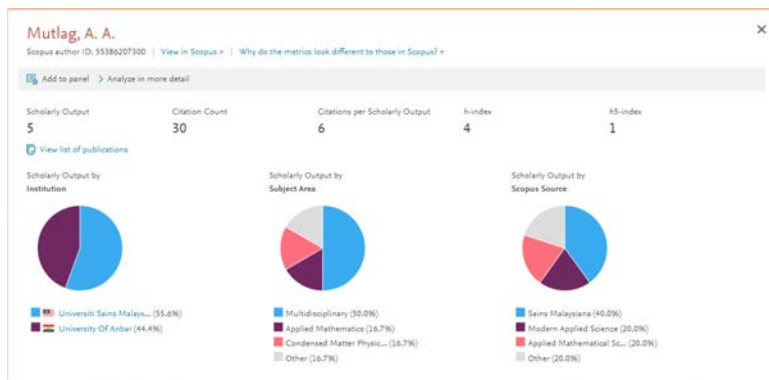 Mutlag, A. A.
Scopus author ID: 55386207300 | View in Scopus > | Why do the metrics look different to those in Scopus? >
Add to panel > Analyze in more detail
Scholarly Output Citation Count Citations per Scholarly Output h-index h5-index
5 30 6 4 1
View list of publications
Scholarly Output by Institution
Scholarly Output by Subject Area
Scholarly Output by Scopus Source
Universiti Sains Malays... (55.6%)
University Of Anbar (44.4%)
Multidisciplinary (50.0%)
Applied Mathematics (16.7%)
Condensed Matter Physic... (16.7%)
Other (16.7%)
Sains Malaysiana (40.0%)
Modern Applied Science (20.0%)
Applied Mathematical Sc... (20.0%)
Other (20.0%)